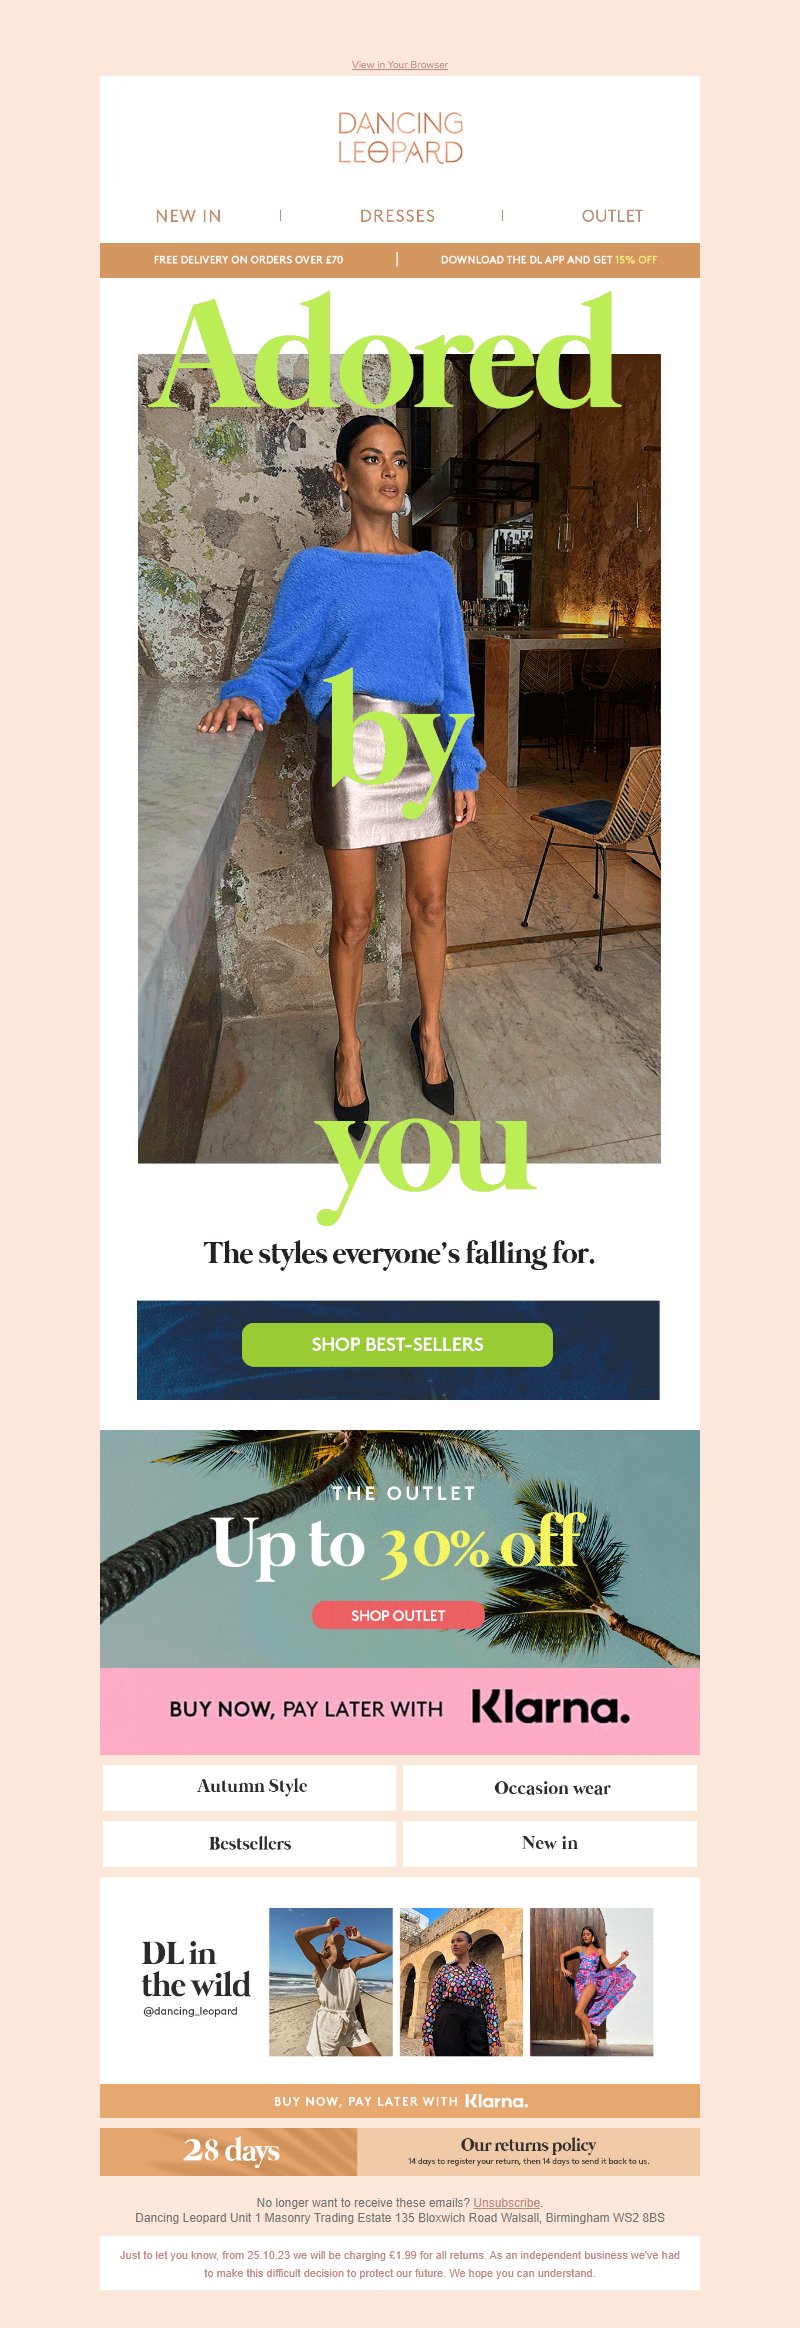 View in Your Browser
DANCING
LEOPARD
NEW IN | DRESSES | OUTLET
FREE DELIVERY ON ORDERS OVER £70 | DOWNLOAD THE DL APP AND GET 15% OFF
Adored
by
you
The styles everyone's falling for.
SHOP BEST-SELLERS
THE OUTLET
Up to 30% off
SHOP OUTLET
BUY NOW, PAY LATER WITH Klarna.
Autumn Style
Occasion wear
Bestsellers
New in
DL in
the wild
@dancing_leopard
BUY NOW, PAY LATER WITH Klarna.
28 days
Our returns policy
14 days to register your return, then 14 days to send it back to us.
No longer want to receive these emails? Unsubscribe.
Dancing Leopard Unit 1 Masonry Trading Estate 135 Bloxwich Road Walsall, Birmingham WS2 8BS
Just to let you know, from 25.10.23 we will be charging £1.99 for all returns. As an independent business we've had
to make this difficult decision to protect our future. We hope you can understand.